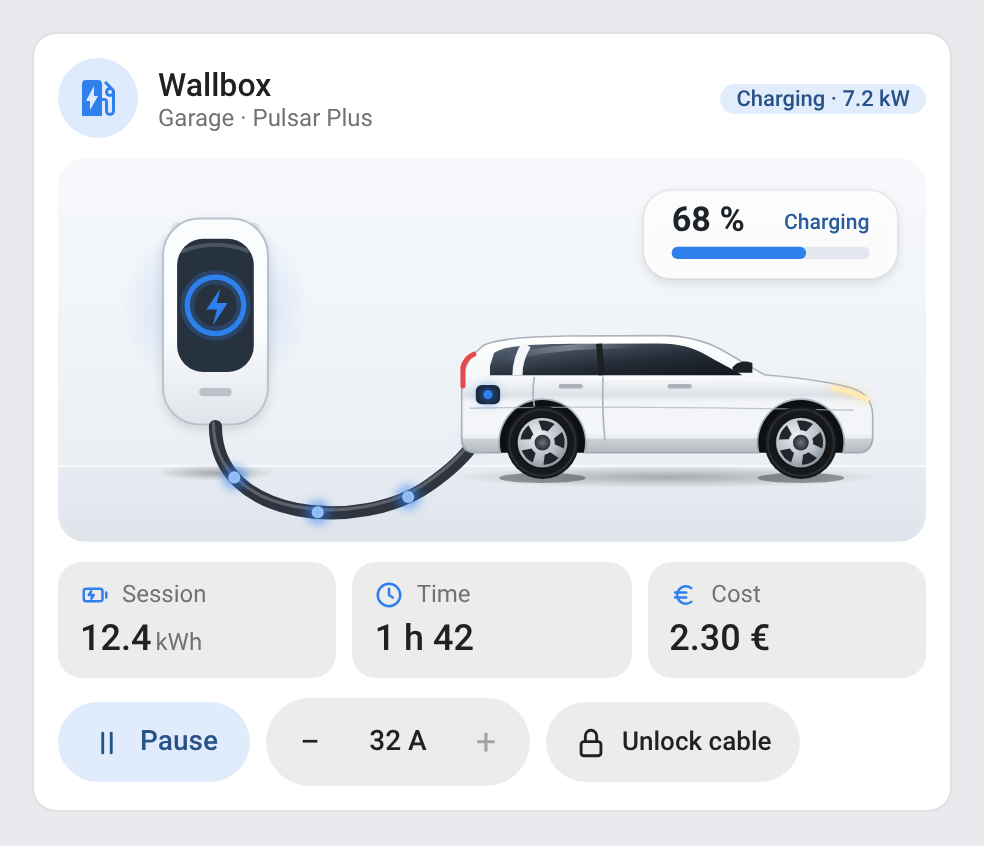 Wallbox
Garage · Pulsar Plus
Charging · 7.2 kW
68 % Charging
Session
12.4 kWh
Time
1 h 42
Cost
2.30 €
Pause
− 32 A +
Unlock cable